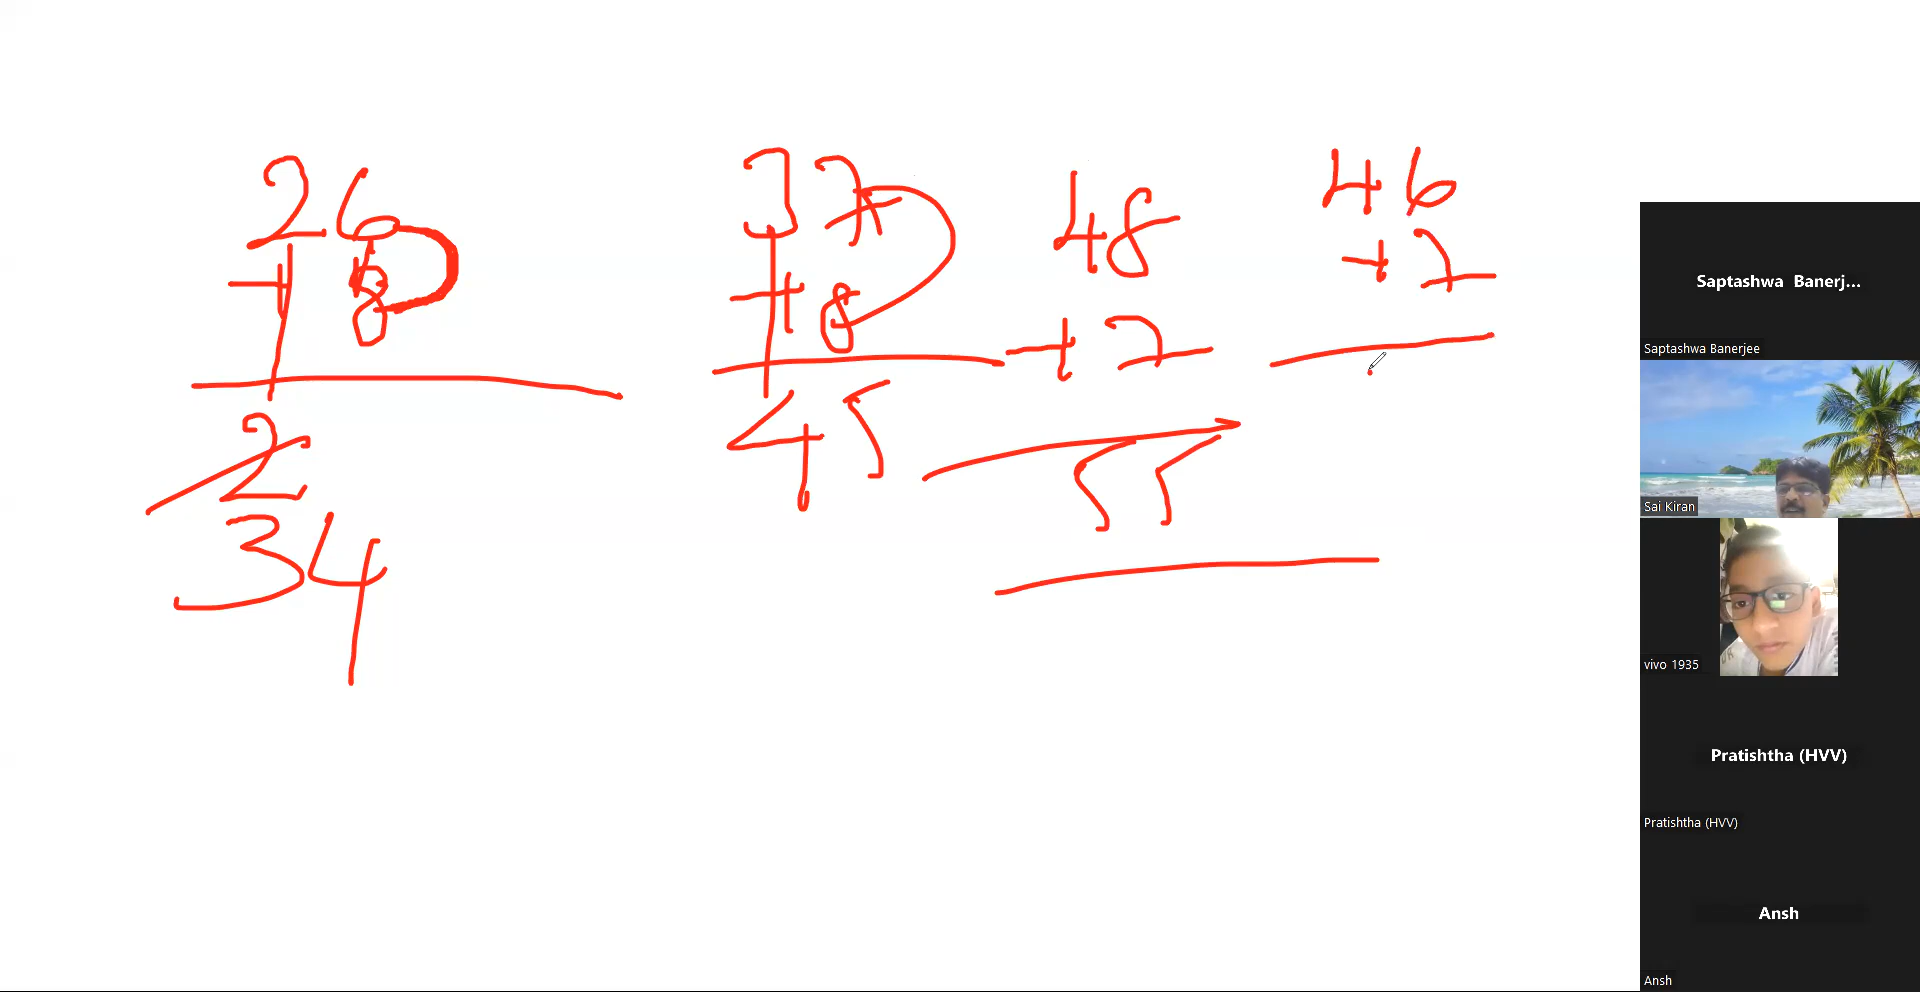 26
+ 8
2
34
37
+ 8
45
48
+ 7
55
46
+ 7
Saptashwa Banerj...
Saptashwa Banerjee
Sai Kiran
vivo 1935
Pratishtha (HVV)
Pratishtha (HVV)
Ansh
Ansh